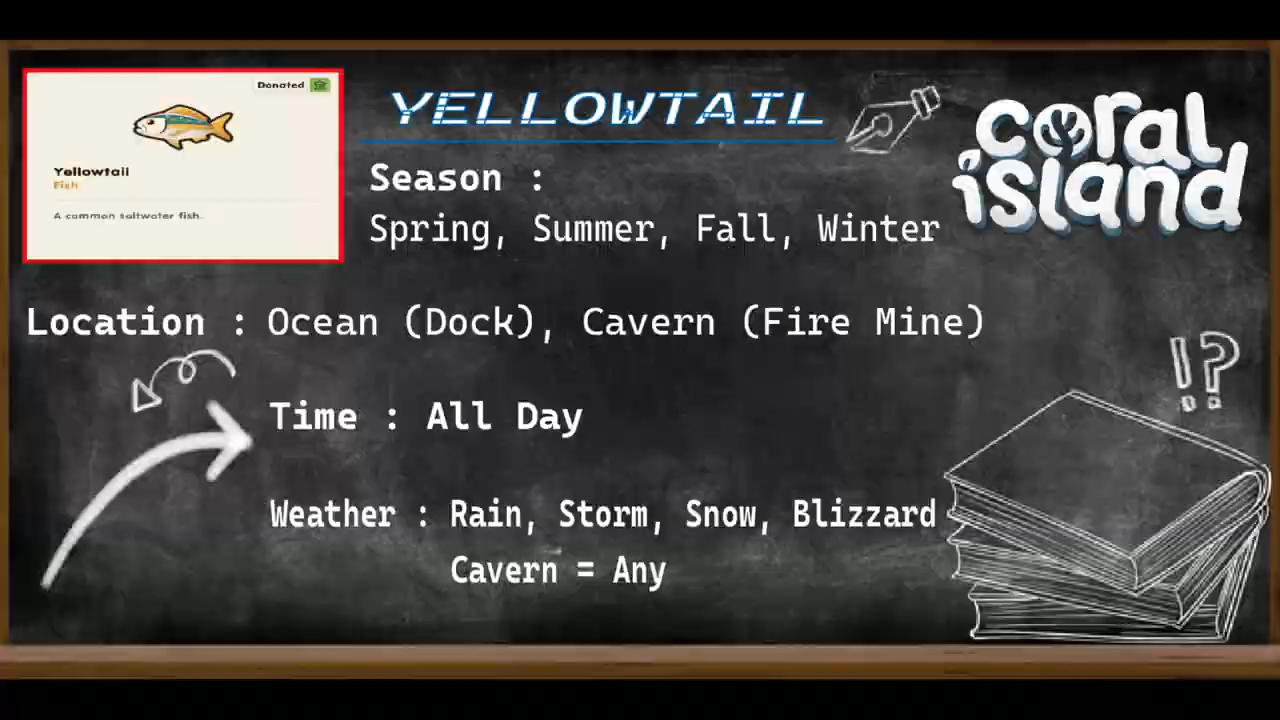 Donated
Yellowtail
Fish
A common saltwater fish.
YELLOWTAIL
coral
island
Season :
Spring, Summer, Fall, Winter
Location : Ocean (Dock), Cavern (Fire Mine)
!?
Time : All Day
Weather : Rain, Storm, Snow, Blizzard
Cavern = Any